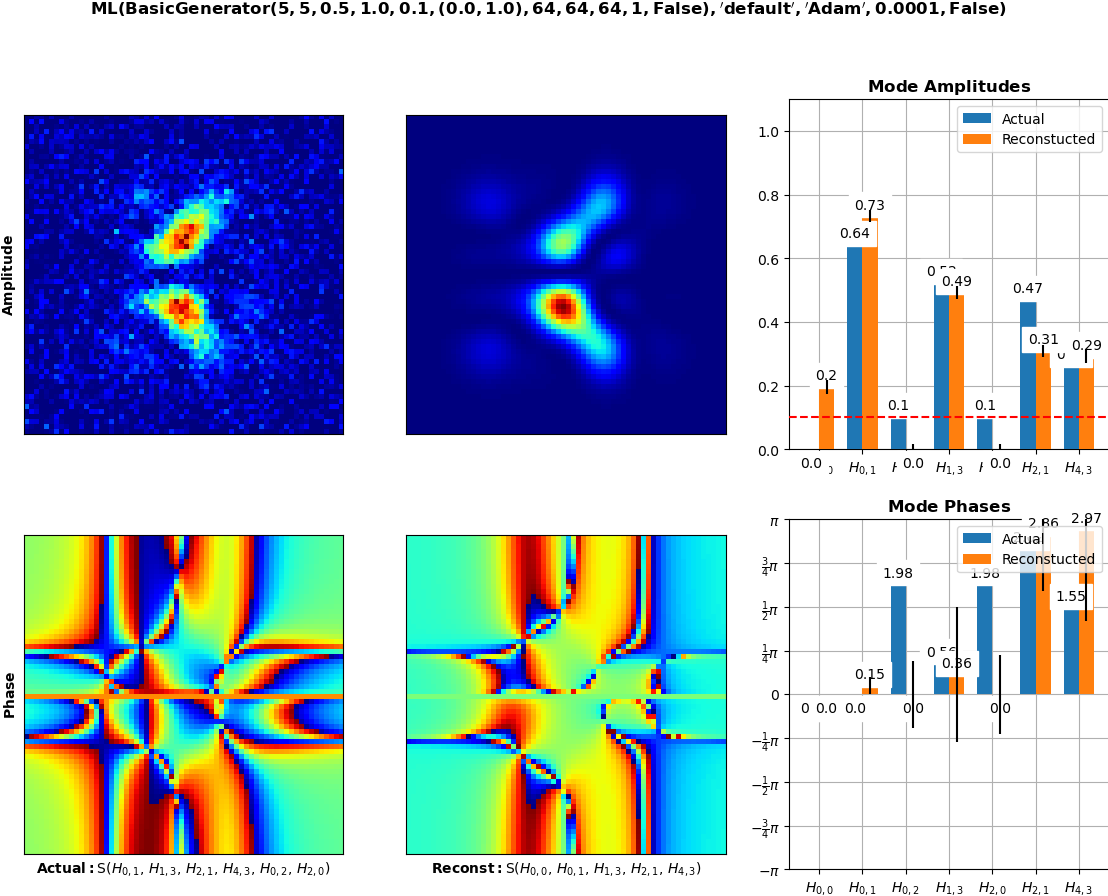 ML(BasicGenerator(5, 5, 0.5, 1.0, 0.1, (0.0, 1.0), 64, 64, 64, 1, False), ′default′, ′Adam′, 0.0001, False)
Mode Amplitudes
Amplitude
Actual
Reconstucted
1.0
0.8
0.6
0.4
0.2
0.0
0.0
0.2
0.64
0.73
0.1
0.0
0.49
0.1
0.0
0.47
0.31
0.29
H0,1
H1,3
H2,1
H4,3
Mode Phases
Phase
Actual
Reconstucted
π
3/4π
1/2π
1/4π
0
−1/4π
−1/2π
−3/4π
−π
0.0
0.0
0.15
1.98
1.98
0.36
1.55
2.97
H0,0
H0,1
H0,2
H1,3
H2,0
H2,1
H4,3
Actual: S(H0,1, H1,3, H2,1, H4,3, H0,2, H2,0)
Reconst: S(H0,0, H0,1, H1,3, H2,1, H4,3)